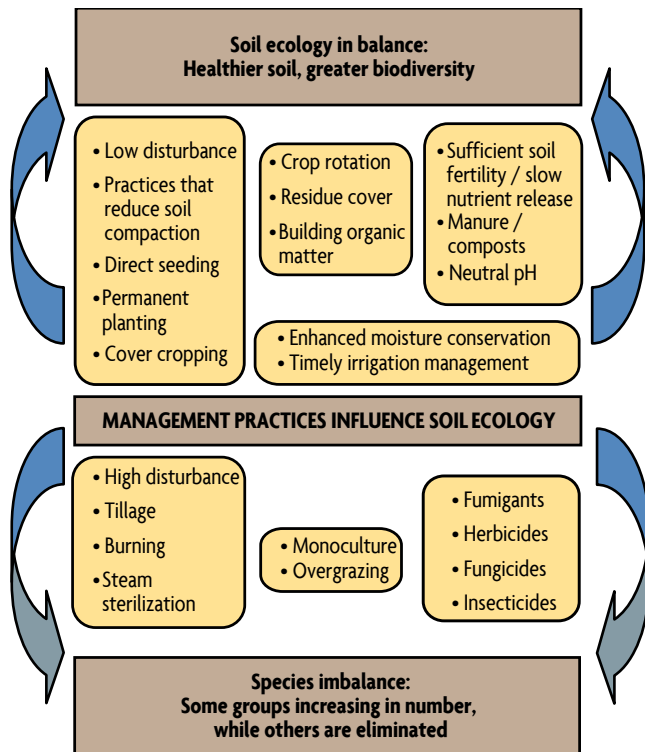 Soil ecology in balance:
Healthier soil, greater biodiversity
• Low disturbance
• Practices that
reduce soil
compaction
• Direct seeding
• Permanent
planting
• Cover cropping
• Crop rotation
• Residue cover
• Building organic
matter
• Sufficient soil
fertility / slow
nutrient release
• Manure /
composts
• Neutral pH
• Enhanced moisture conservation
• Timely irrigation management
MANAGEMENT PRACTICES INFLUENCE SOIL ECOLOGY
• High disturbance
• Tillage
• Burning
• Steam
sterilization
• Monoculture
• Overgrazing
• Fumigants
• Herbicides
• Fungicides
• Insecticides
Species imbalance:
Some groups increasing in number,
while others are eliminated